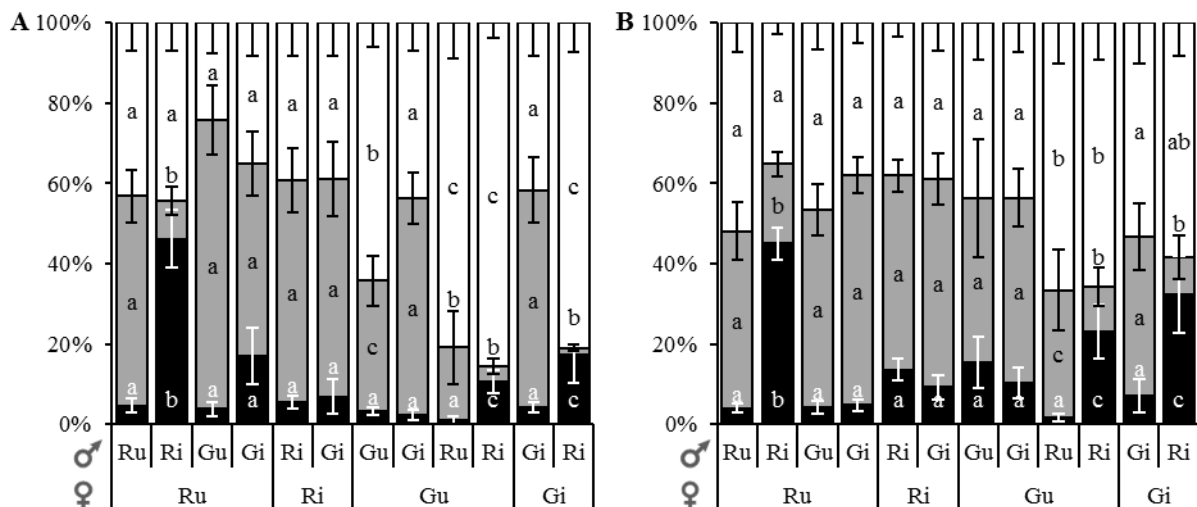 A 100%
a
80%
a a a a a a a
b b
60%
c c c
a a a a a a
40%
c
b b b
20%
a a a a a a a a
b a c c
0%
♂ Ru Ri Gu Gi Ri Gi Gu Gi Ru Ri Gi Ri
♀ Ru Ri Gu Gi
B 100%
a a a a a a a a b b a ab
80%
60%
a b a a a a a a c b a b
40%
20%
a b a a a a a a a c a c
0%
♂ Ru Ri Gu Gi Ri Gi Gu Gi Ru Ri Gi Ri
♀ Ru Ri Gu Gi